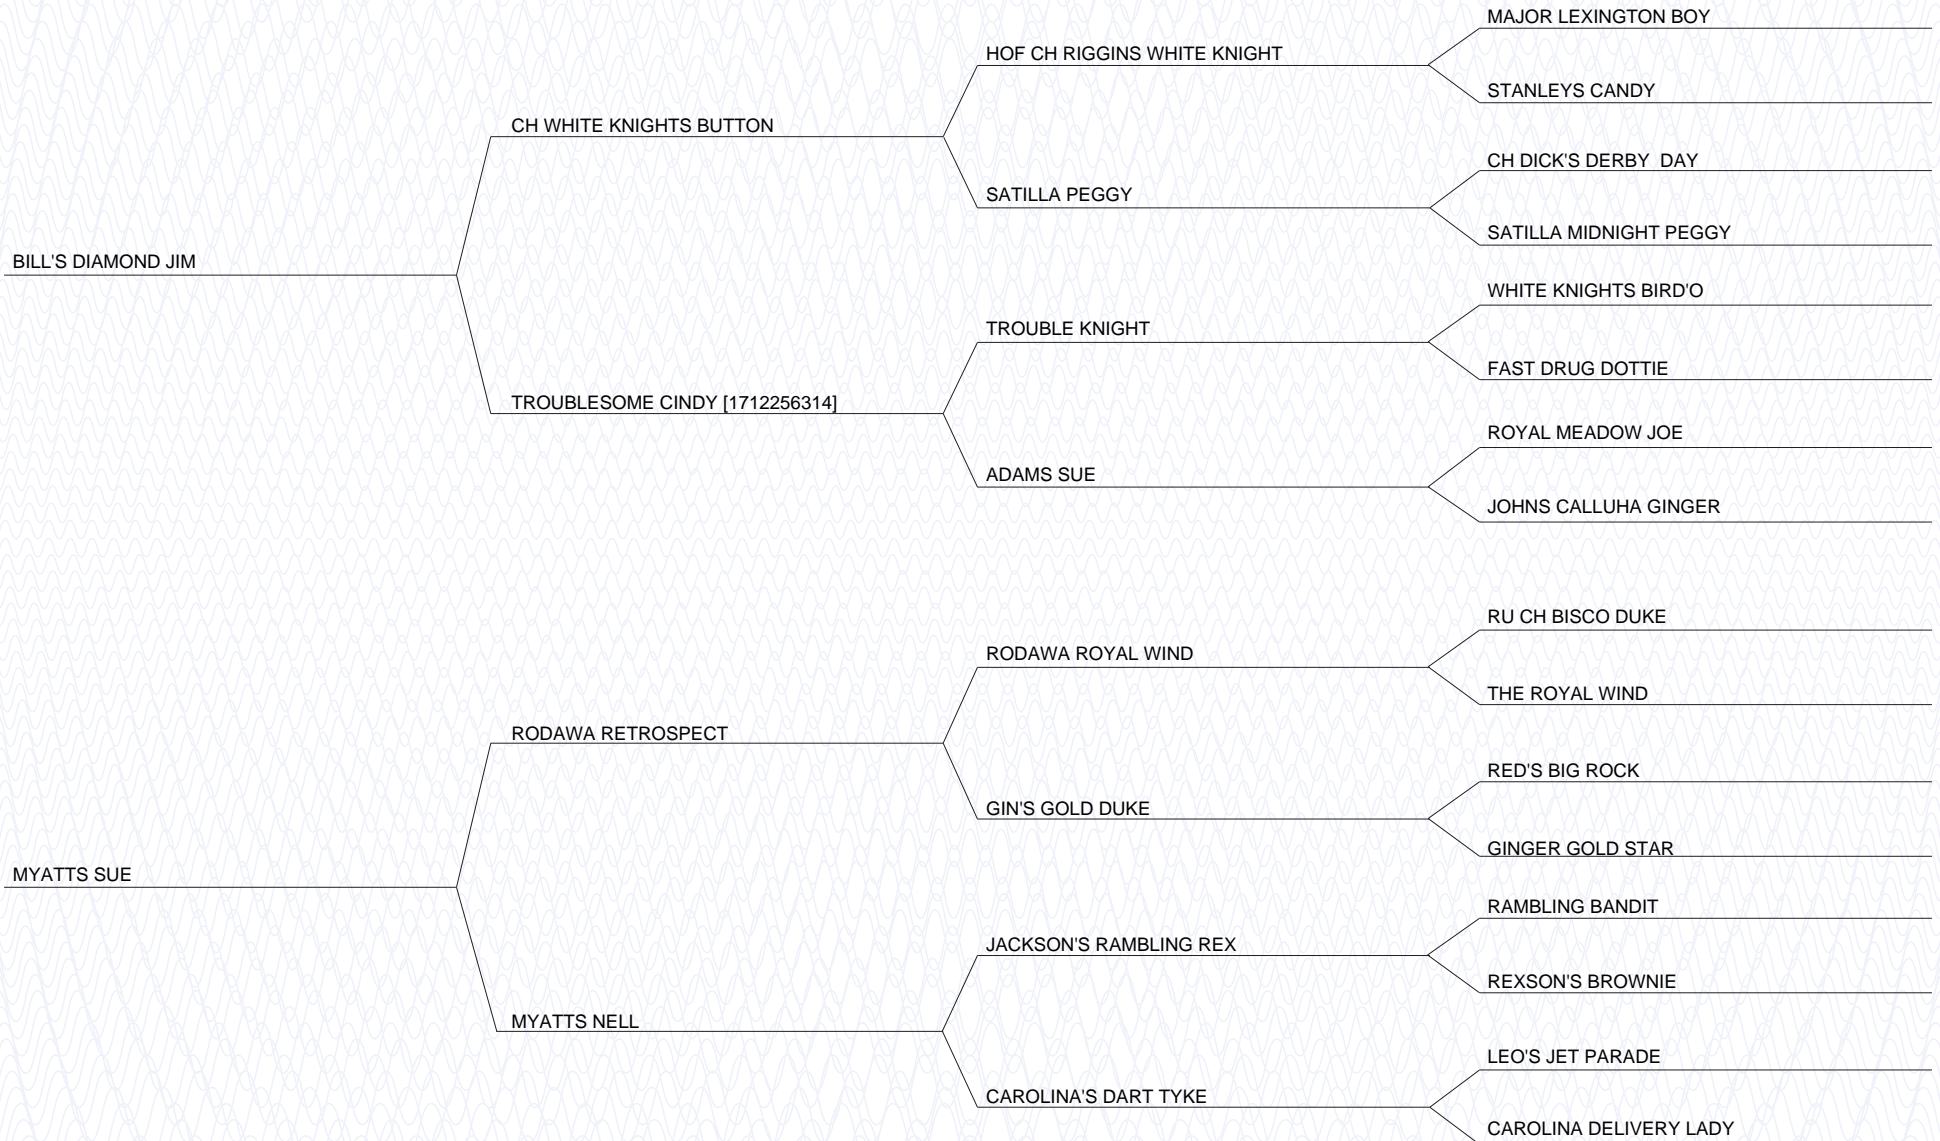 MAJOR LEXINGTON BOY
HOF CH RIGGINS WHITE KNIGHT
STANLEYS CANDY
CH WHITE KNIGHTS BUTTON
CH DICK'S DERBY  DAY
SATILLA PEGGY
SATILLA MIDNIGHT PEGGY
BILL'S DIAMOND JIM
WHITE KNIGHTS BIRD'O
TROUBLE KNIGHT
FAST DRUG DOTTIE
TROUBLESOME CINDY [1712256314]
ROYAL MEADOW JOE
ADAMS SUE
JOHNS CALLUHA GINGER
RU CH BISCO DUKE
RODAWA ROYAL WIND
THE ROYAL WIND
RODAWA RETROSPECT
RED'S BIG ROCK
GIN'S GOLD DUKE
GINGER GOLD STAR
MYATTS SUE
RAMBLING BANDIT
JACKSON'S RAMBLING REX
REXSON'S BROWNIE
MYATTS NELL
LEO'S JET PARADE
CAROLINA'S DART TYKE
CAROLINA DELIVERY LADY